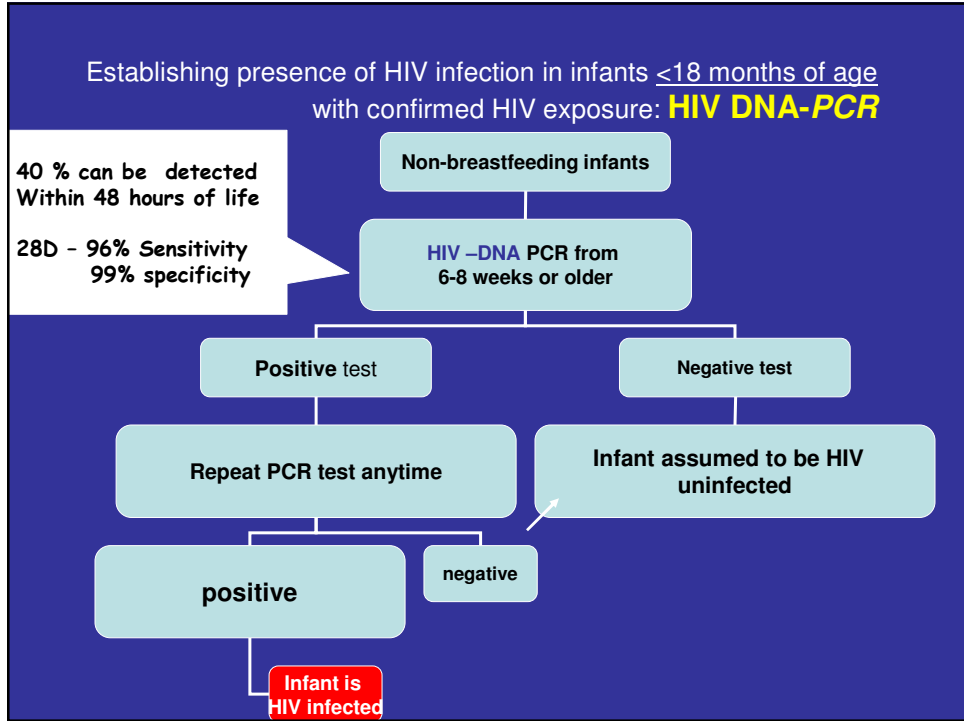 Establishing presence of HIV infection in infants <18 months of age
with confirmed HIV exposure: HIV DNA-PCR
40 % can be detected
Within 48 hours of life
28D – 96% Sensitivity
99% specificity
Non-breastfeeding infants
HIV –DNA PCR from
6-8 weeks or older
Positive test
Negative test
Repeat PCR test anytime
Infant assumed to be HIV
uninfected
positive
negative
Infant is
HIV infected